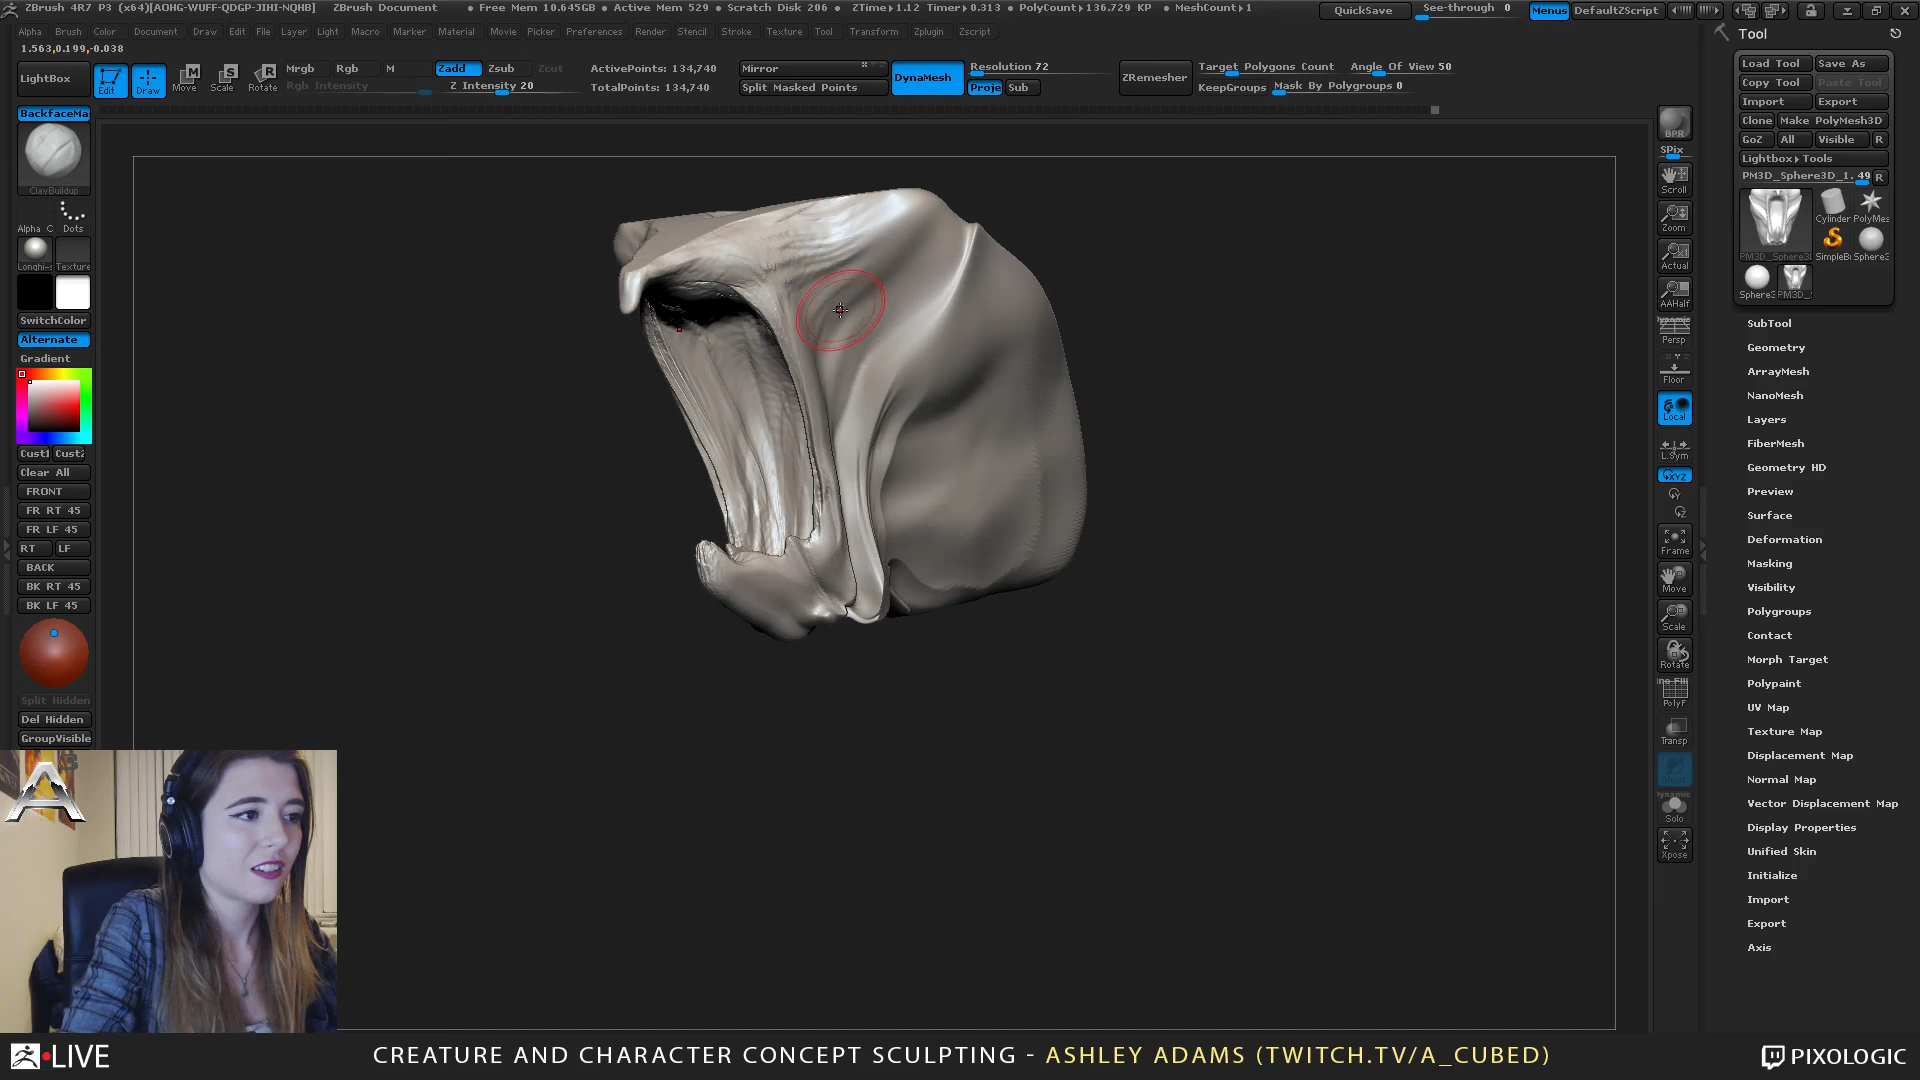 ZBrush 4R7 P3 (x64)[AOHG-WUFF-QDGP-JIHI-NQHB] ZBrush Document • Free Mem 10.645GB • Active Mem 529 • Scratch Disk 206 • ZTime▸1.12 Timer▸0.313 • PolyCount▸136.729 KP • MeshCount▸1 QuickSave See-through 0 Menus DefaultZScript
Alpha Brush Color Document Draw Edit File Layer Light Macro Marker Material Movie Picker Preferences Render Stencil Stroke Texture Tool Transform Zplugin Zscript
1.563,0.199,-0.038
LightBox Edit Draw Move Scale Rotate
Mrgb Rgb M Zadd Zsub Zcut
Rgb Intensity Z Intensity 20
ActivePoints: 134,740
TotalPoints: 134,740
Mirror
Split Masked Points
DynaMesh
Resolution 72
Proje Sub
ZRemesher
Target Polygons Count Angle Of View 50
KeepGroups Mask By Polygroups 0
BackfaceMa
ClayBuildup
Alpha C Dots
Longhi-s Texture
SwitchColor
Alternate
Gradient
Cust1 Cust2
Clear All
FRONT
FR RT 45
FR LF 45
RT LF
BACK
BK RT 45
BK LF 45
Split Hidden
Del Hidden
GroupVisible
BPR
SPix
Scroll
Zoom
Actual
AAHalf
Dynamic
Persp
Floor
Local
L.Sym
XYZ
Frame
Move
Scale
Rotate
PolyF
Transp
Ghost
Dynamic
Solo
Xpose
Tool
Load Tool Save As
Copy Tool Paste Tool
Import Export
Clone Make PolyMesh3D
GoZ All Visible R
Lightbox▸Tools
PM3D_Sphere3D_1. 49 R
Cylinder PolyMes
PM3D_Sphere3D SimpleB Sphere3
Sphere3 PM3D_
SubTool
Geometry
ArrayMesh
NanoMesh
Layers
FiberMesh
Geometry HD
Preview
Surface
Deformation
Masking
Visibility
Polygroups
Contact
Morph Target
Polypaint
UV Map
Texture Map
Displacement Map
Normal Map
Vector Displacement Map
Display Properties
Unified Skin
Initialize
Import
Export
Axis
LIVE
CREATURE AND CHARACTER CONCEPT SCULPTING - ASHLEY ADAMS (TWITCH.TV/A_CUBED)
PIXOLOGIC